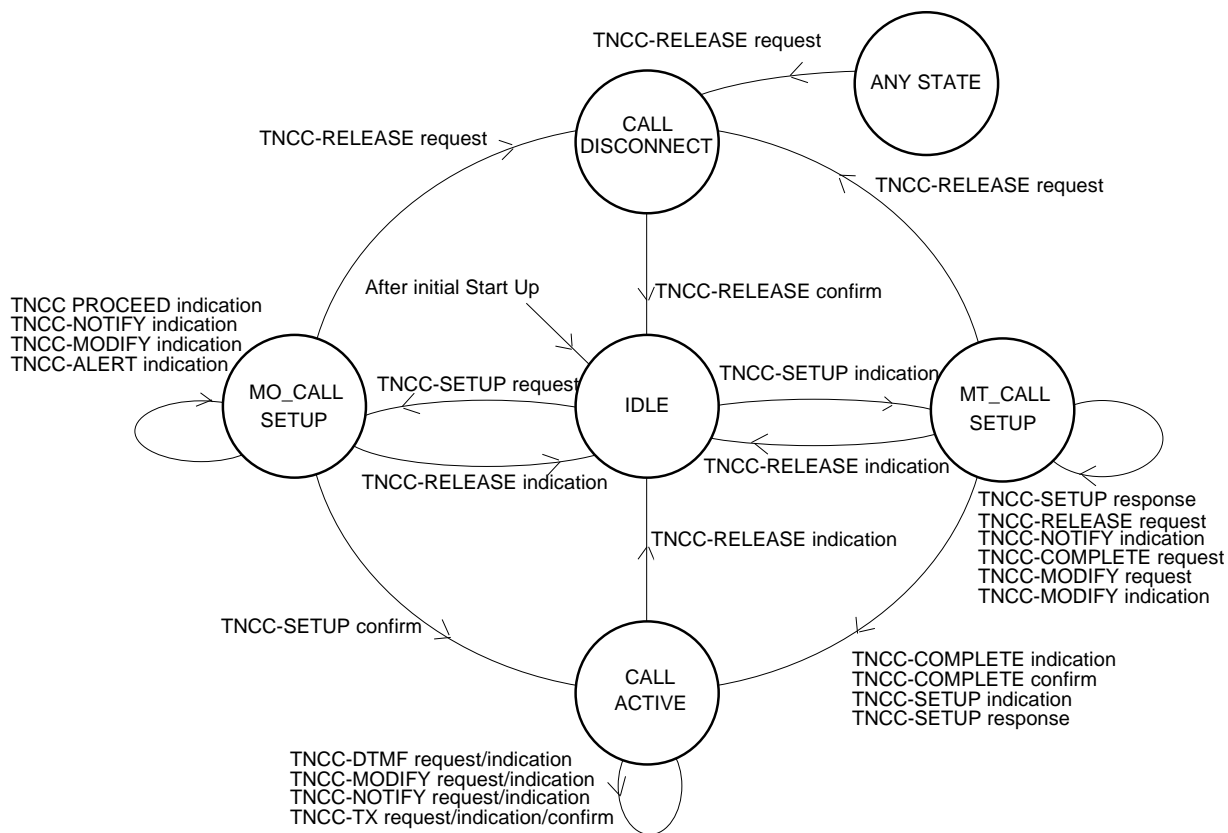 TNCC-RELEASE request
ANY STATE
CALL
DISCONNECT
TNCC-RELEASE request
TNCC-RELEASE request
After initial Start Up
TNCC-RELEASE confirm
TNCC PROCEED indication
TNCC-NOTIFY indication
TNCC-MODIFY indication
TNCC-ALERT indication
MO_CALL
SETUP
TNCC-SETUP request
IDLE
TNCC-SETUP indication
MT_CALL
SETUP
TNCC-RELEASE indication
TNCC-RELEASE indication
TNCC-SETUP response
TNCC-RELEASE request
TNCC-NOTIFY indication
TNCC-COMPLETE request
TNCC-MODIFY request
TNCC-MODIFY indication
TNCC-RELEASE indication
TNCC-SETUP confirm
CALL
ACTIVE
TNCC-COMPLETE indication
TNCC-COMPLETE confirm
TNCC-SETUP indication
TNCC-SETUP response
TNCC-DTMF request/indication
TNCC-MODIFY request/indication
TNCC-NOTIFY request/indication
TNCC-TX request/indication/confirm